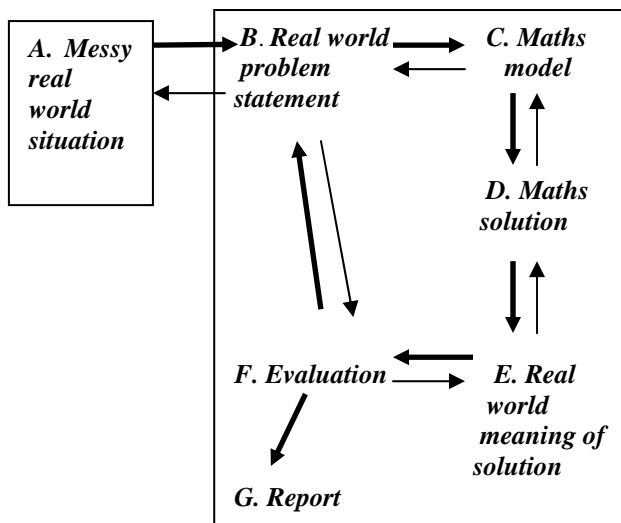 A. Messy
real
world
situation
B. Real world
problem
statement
C. Maths
model
D. Maths
solution
F. Evaluation
E. Real
world
meaning of
solution
G. Report